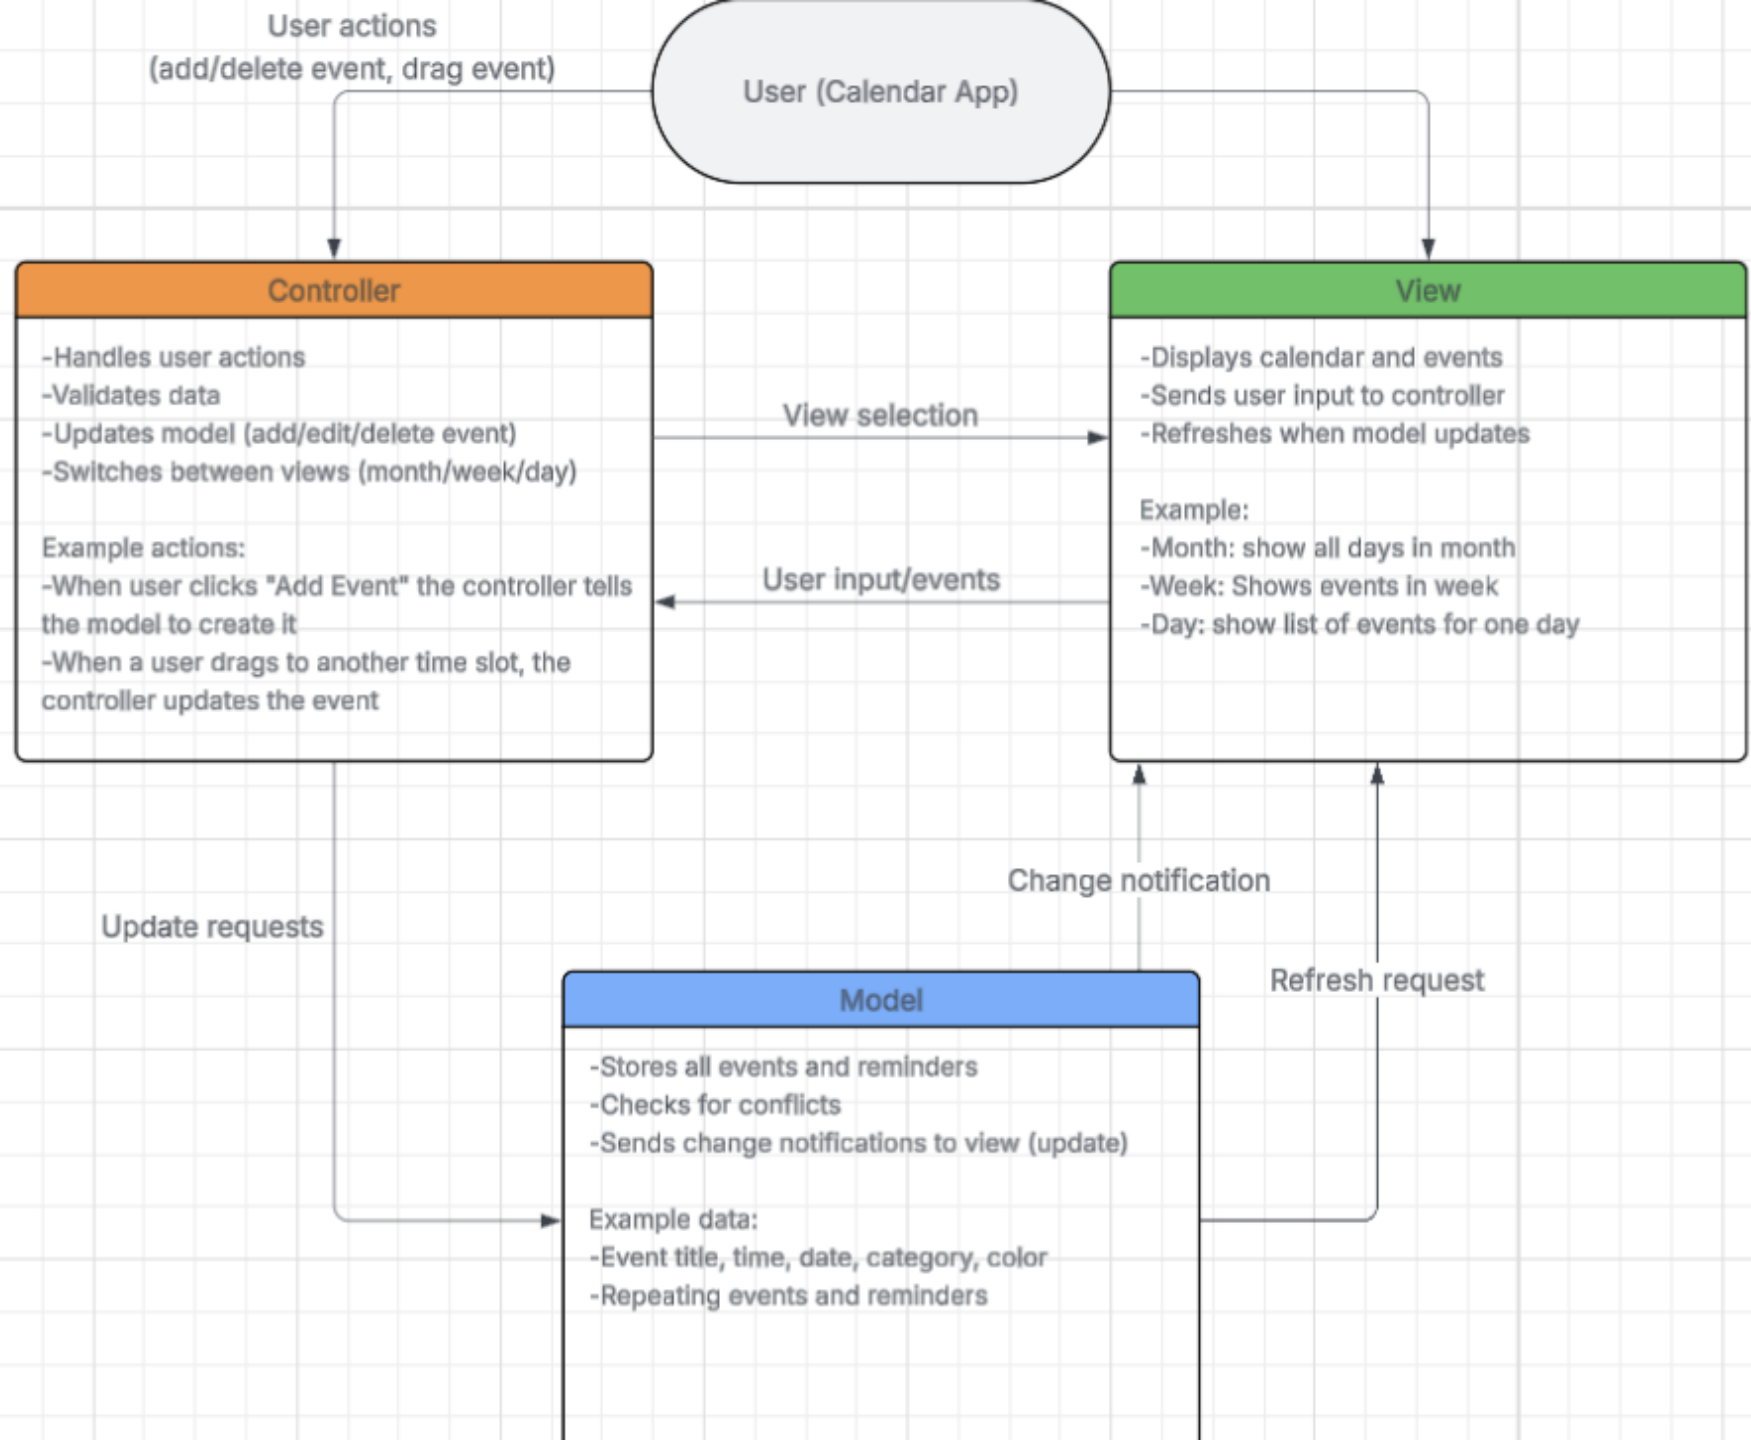 User actions
(add/delete event, drag event)
User (Calendar App)
Controller
-Handles user actions
-Validates data
-Updates model (add/edit/delete event)
-Switches between views (month/week/day)
Example actions:
-When user clicks "Add Event" the controller tells
the model to create it
-When a user drags to another time slot, the
controller updates the event
View selection
User input/events
View
-Displays calendar and events
-Sends user input to controller
-Refreshes when model updates
Example:
-Month: show all days in month
-Week: Shows events in week
-Day: show list of events for one day
Update requests
Change notification
Refresh request
Model
-Stores all events and reminders
-Checks for conflicts
-Sends change notifications to view (update)
Example data:
-Event title, time, date, category, color
-Repeating events and reminders